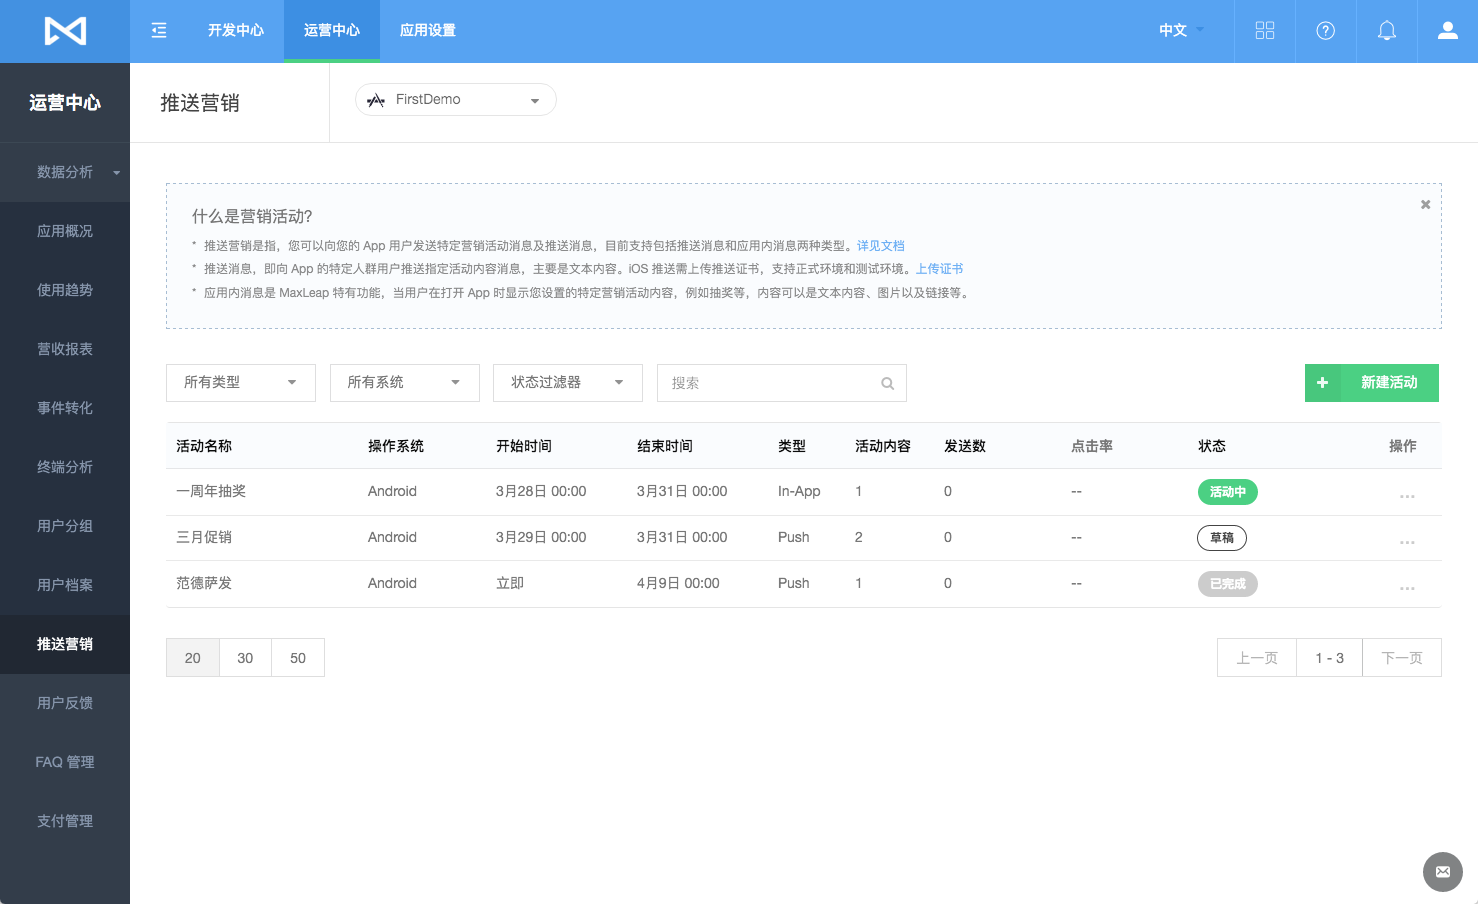 开发中心 运营中心 应用设置 中文
运营中心
推送营销 FirstDemo
数据分析
应用概况
使用趋势
营收报表
事件转化
终端分析
用户分组
用户档案
推送营销
用户反馈
FAQ 管理
支付管理
什么是营销活动?
* 推送营销是指，您可以向您的 App 用户发送特定营销活动消息及推送消息，目前支持包括推送消息和应用内消息两种类型。详见文档
* 推送消息，即向 App 的特定人群用户推送指定活动内容消息，主要是文本内容。iOS 推送需上传推送证书，支持正式环境和测试环境。上传证书
* 应用内消息是 MaxLeap 特有功能，当用户在打开 App 时显示您设置的特定营销活动内容，例如抽奖等，内容可以是文本内容、图片以及链接等。
所有类型 所有系统 状态过滤器 搜索 + 新建活动
活动名称 操作系统 开始时间 结束时间 类型 活动内容 发送数 点击率 状态 操作
一周年抽奖 Android 3月28日 00:00 3月31日 00:00 In-App 1 0 -- 活动中 ...
三月促销 Android 3月29日 00:00 3月31日 00:00 Push 2 0 -- 草稿 ...
范德萨发 Android 立即 4月9日 00:00 Push 1 0 -- 已完成 ...
20 30 50 上一页 1 - 3 下一页